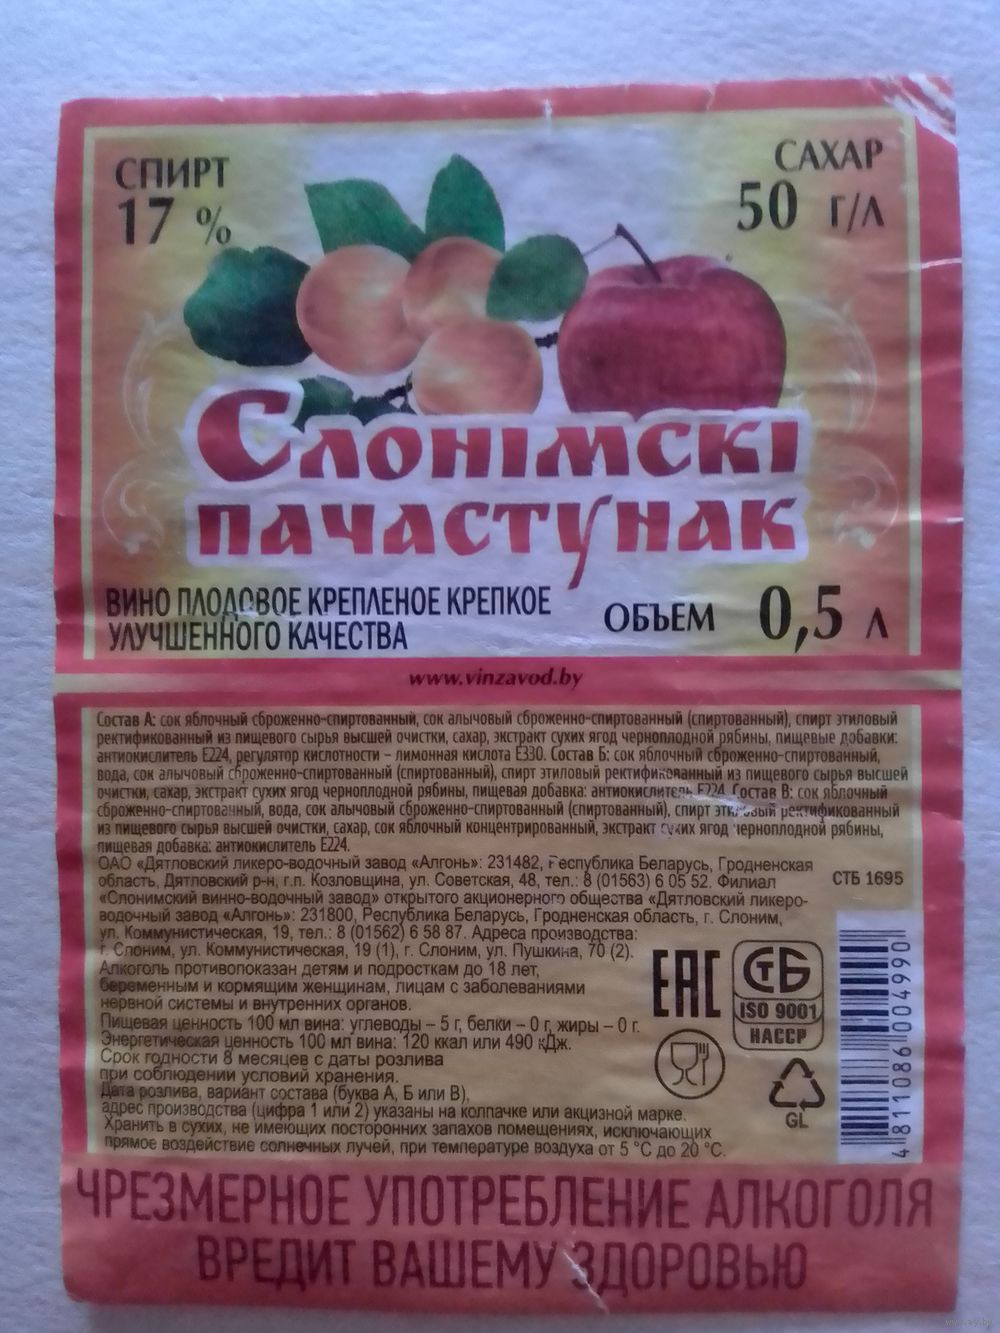 СПИРТ
17 %
САХАР
50 г/л
Слонімскі
пачастунак
ВИНО ПЛОДОВОЕ КРЕПЛЕНОЕ КРЕПКОЕ
УЛУЧШЕННОГО КАЧЕСТВА
ОБЪЕМ 0,5 л
www.vinzavod.by
Состав А: сок яблочный сброженно-спиртованный, сок алычовый сброженно-спиртованный (спиртованный), спирт этиловый
ректификованный из пищевого сырья высшей очистки, сахар, экстракт сухих ягод черноплодной рябины, пищевые добавки:
антиокислитель Е224, регулятор кислотности – лимонная кислота Е330. Состав Б: сок яблочный сброженно-спиртованный,
вода, сок алычовый сброженно-спиртованный (спиртованный), спирт этиловый ректификованный из пищевого сырья высшей
очистки, сахар, экстракт сухих ягод черноплодной рябины, пищевая добавка: антиокислитель Е224. Состав В: сок яблочный
сброженно-спиртованный, вода, сок алычовый сброженно-спиртованный (спиртованный), спирт этиловый ректификованный
из пищевого сырья высшей очистки, сахар, сок яблочный концентрированный, экстракт сухих ягод черноплодной рябины,
пищевая добавка: антиокислитель Е224.
ОАО «Дятловский ликеро-водочный завод «Алгонь»: 231482, Республика Беларусь, Гродненская
область, Дятловский р-н, г.п. Козловщина, ул. Советская, 48, тел.: 8 (01563) 6 05 52. Филиал
«Слонимский винно-водочный завод» открытого акционерного общества «Дятловский ликеро-
водочный завод «Алгонь»: 231800, Республика Беларусь, Гродненская область, г. Слоним,
ул. Коммунистическая, 19, тел.: 8 (01562) 6 58 87. Адреса производства:
г. Слоним, ул. Коммунистическая, 19 (1), г. Слоним, ул. Пушкина, 70 (2).
Алкоголь противопоказан детям и подросткам до 18 лет,
беременным и кормящим женщинам, лицам с заболеваниями
нервной системы и внутренних органов.
Пищевая ценность 100 мл вина: углеводы – 5 г, белки – 0 г, жиры – 0 г.
Энергетическая ценность 100 мл вина: 120 ккал или 490 кДж.
Срок годности 8 месяцев с даты розлива
при соблюдении условий хранения.
Дата розлива, вариант состава (буква А, Б или В),
адрес производства (цифра 1 или 2) указаны на колпачке или акцизной марке.
Хранить в сухих, не имеющих посторонних запахов помещениях, исключающих
прямое воздействие солнечных лучей, при температуре воздуха от 5 °С до 20 °С.
СТБ 1695
ЕАС
СТБ
ISO 9001
НАССР
GL
4 811086 004990
ЧРЕЗМЕРНОЕ УПОТРЕБЛЕНИЕ АЛКОГОЛЯ
ВРЕДИТ ВАШЕМУ ЗДОРОВЬЮ